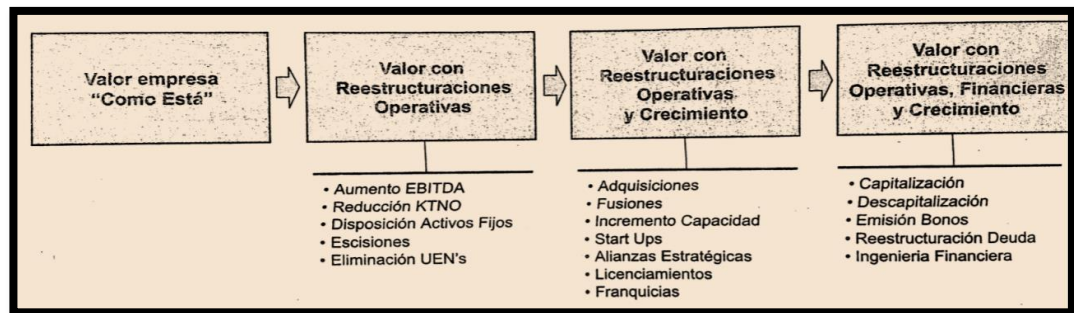 Valor empresa
"Como Está"
Valor con
Reestructuraciones
Operativas
• Aumento EBITDA
• Reducción KTNO
• Disposición Activos Fijos
• Escisiones
• Eliminación UEN's
Valor con
Reestructuraciones
Operativas
y Crecimiento
• Adquisiciones
• Fusiones
• Incremento Capacidad
• Start Ups
• Alianzas Estratégicas
• Licenciamientos
• Franquicias
Valor con
Reestructuraciones
Operativas, Financieras
y Crecimiento
• Capitalización
• Descapitalización
• Emisión Bonos
• Reestructuración Deuda
• Ingenieria Financiera